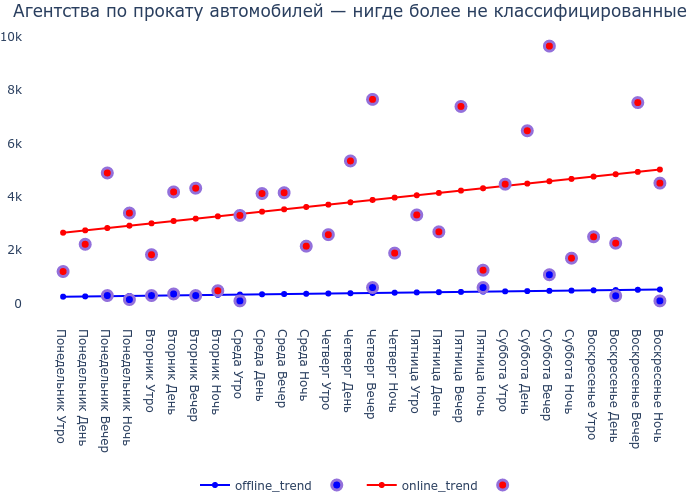 Агентства по прокату автомобилей — нигде более не классифицированные
10k
8k
6k
4k
2k
0
Понедельник Утро
Понедельник День
Понедельник Вечер
Понедельник Ночь
Вторник Утро
Вторник День
Вторник Вечер
Вторник Ночь
Среда Утро
Среда День
Среда Вечер
Среда Ночь
Четверг Утро
Четверг День
Четверг Вечер
Четверг Ночь
Пятница Утро
Пятница День
Пятница Вечер
Пятница Ночь
Суббота Утро
Суббота День
Суббота Вечер
Суббота Ночь
Воскресенье Утро
Воскресенье День
Воскресенье Вечер
Воскресенье Ночь
offline_trend
online_trend